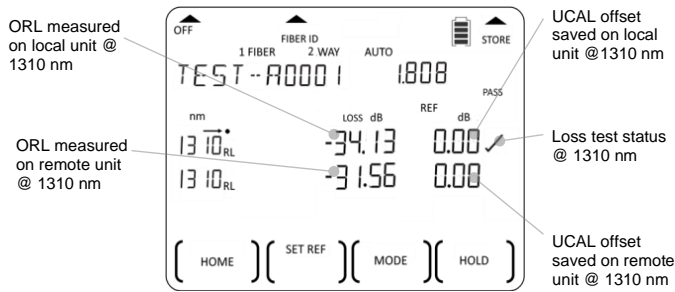 ORL measured
on local unit @
1310 nm
ORL measured
on remote unit
@ 1310 nm
OFF
FIBER ID
STORE
1 FIBER 2 WAY AUTO
TEST--A0001 1.808
PASS
nm LOSS dB REF dB
1310RL -34.13 0.00
1310RL -31.56 0.00
HOME
SET REF
MODE
HOLD
UCAL offset
saved on local
unit @1310 nm
Loss test status
@ 1310 nm
UCAL offset
saved on remote
unit @ 1310 nm